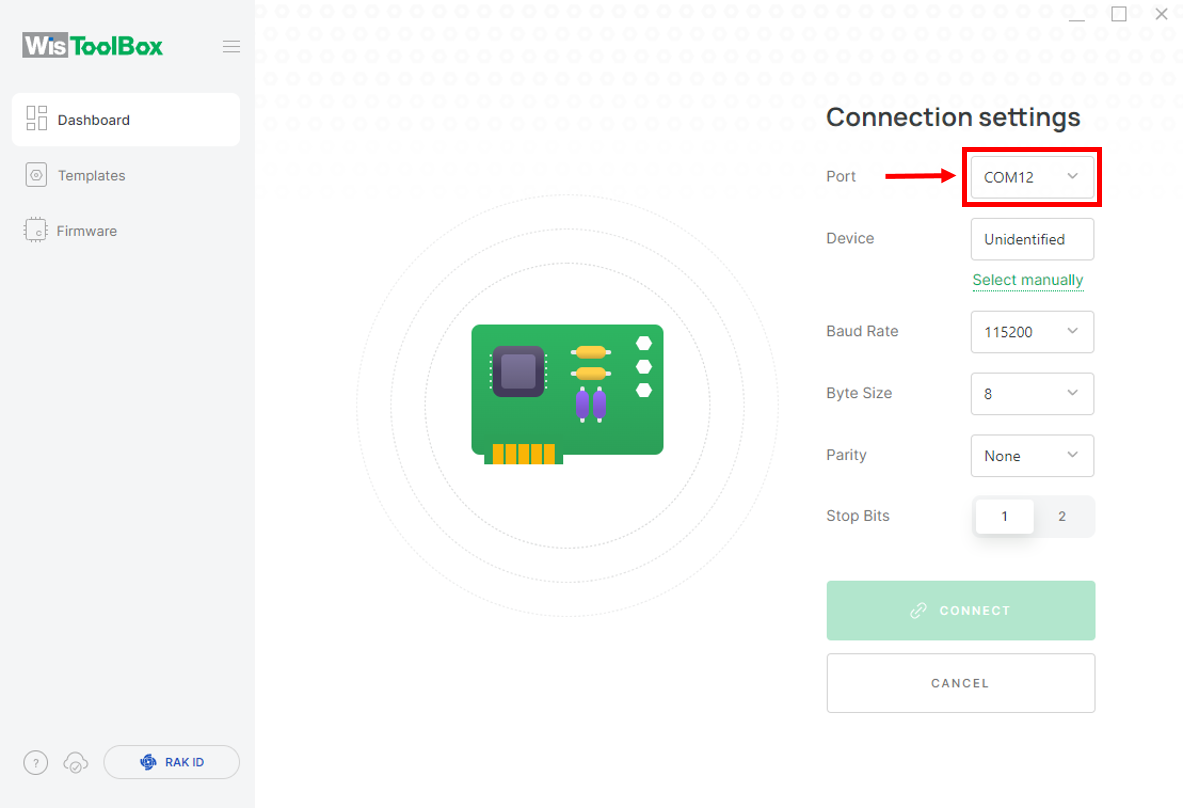 WisToolBox
Dashboard
Templates
Firmware
? RAK ID
Connection settings
Port COM12
Device Unidentified
Select manually
Baud Rate 115200
Byte Size 8
Parity None
Stop Bits 1 2
CONNECT
CANCEL